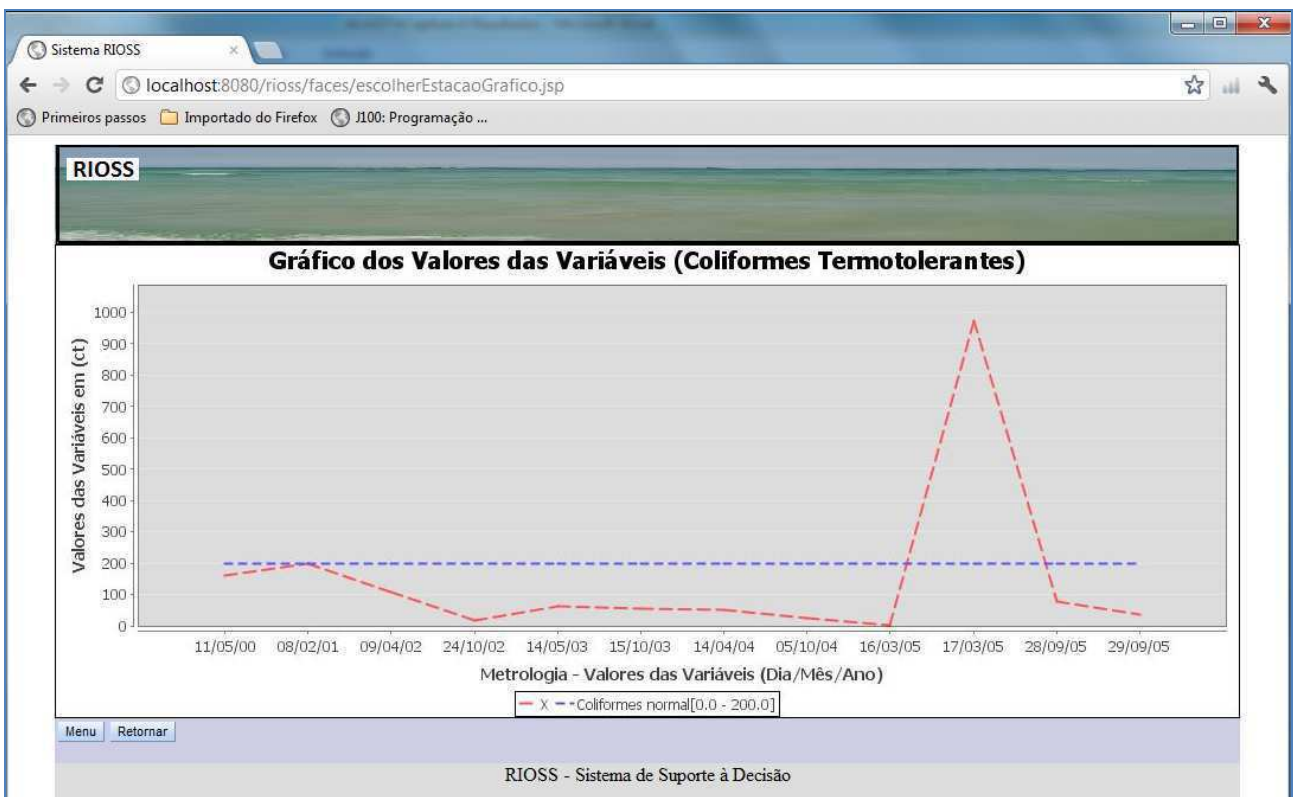 Sistema RIOSS
localhost:8080/rioss/faces/escolherEstacaoGrafico.jsp
Primeiros passos Importado do Firefox J100: Programação ...
RIOSS
Gráfico dos Valores das Variáveis (Coliformes Termotolerantes)
Valores das Variáveis em (ct)
1000
900
800
700
600
500
400
300
200
100
0
11/05/00 08/02/01 09/04/02 24/10/02 14/05/03 15/10/03 14/04/04 05/10/04 16/03/05 17/03/05 28/09/05 29/09/05
Metrologia - Valores das Variáveis (Dia/Mês/Ano)
X Coliformes normal[0.0 - 200.0]
Menu Retornar
RIOSS - Sistema de Suporte à Decisão